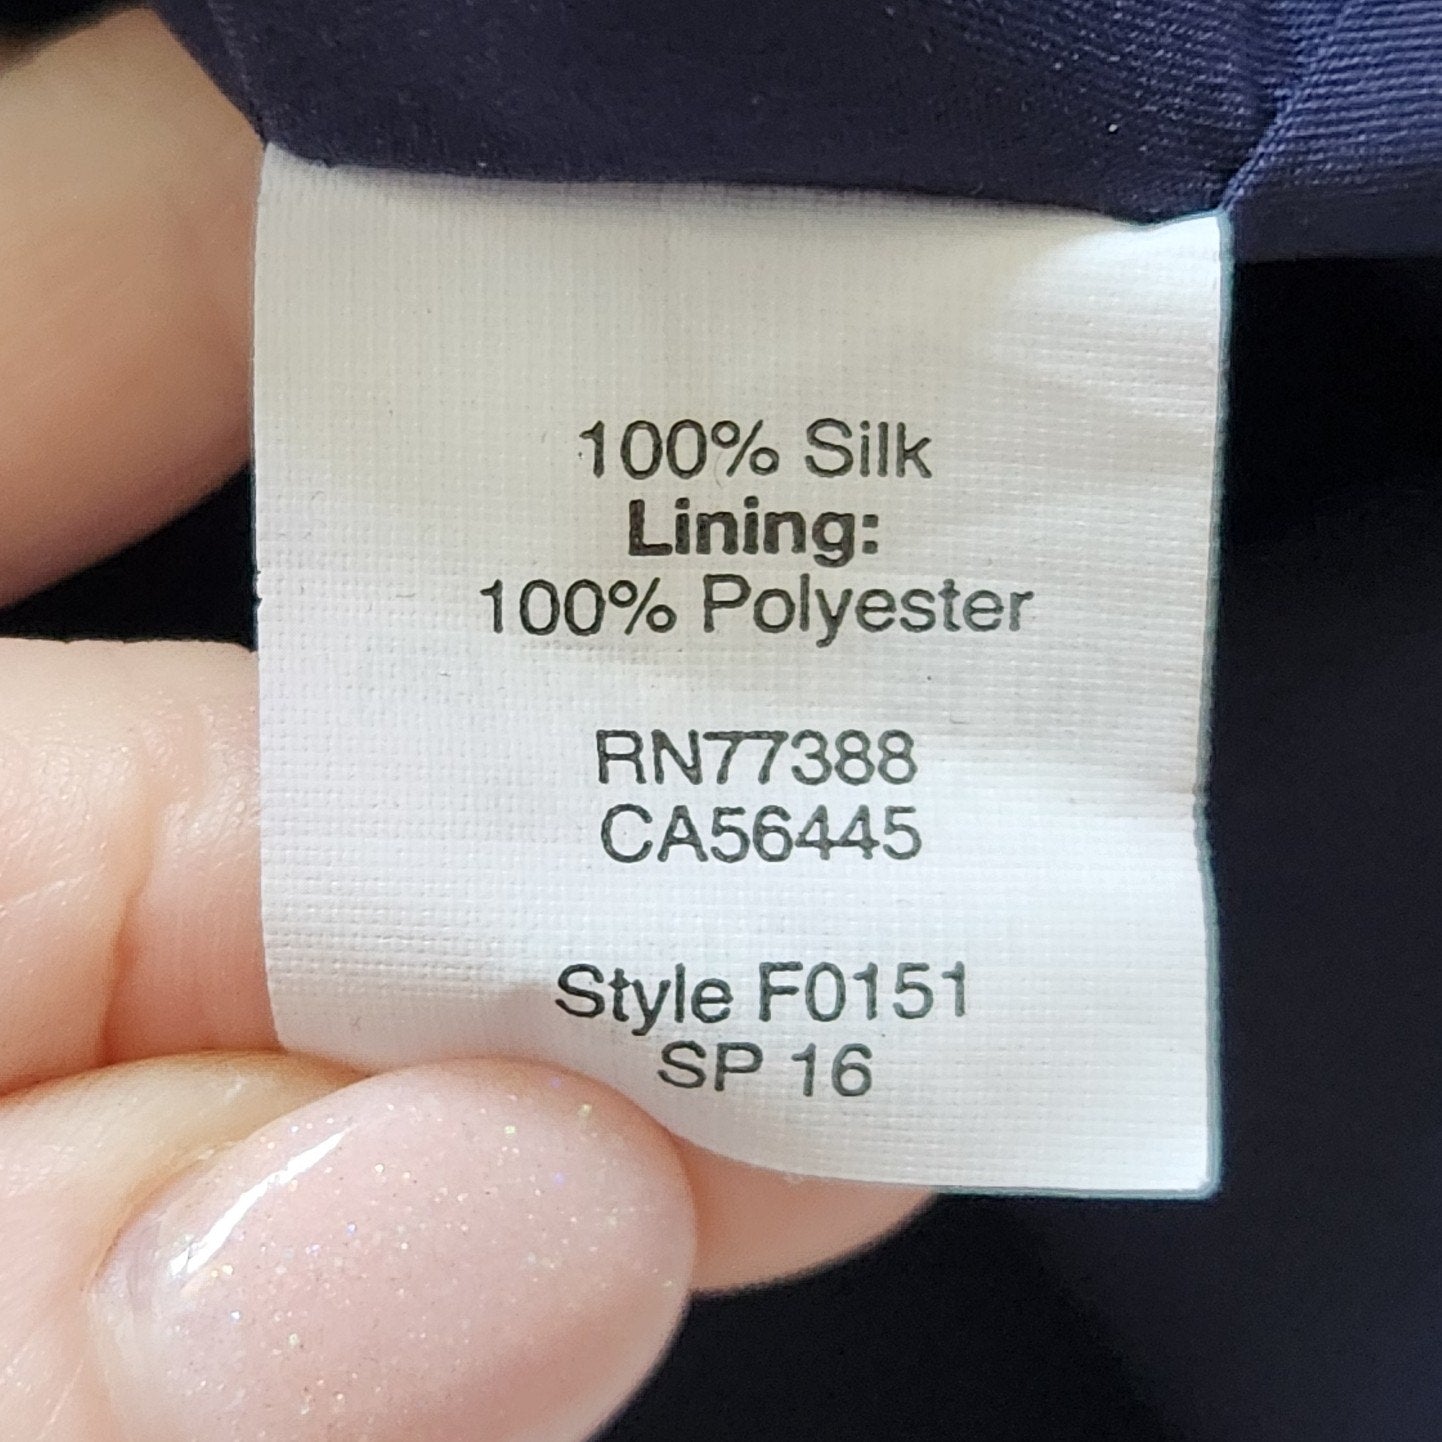 100% Silk
Lining:
100% Polyester
RN77388
CA56445
Style F0151
SP 16